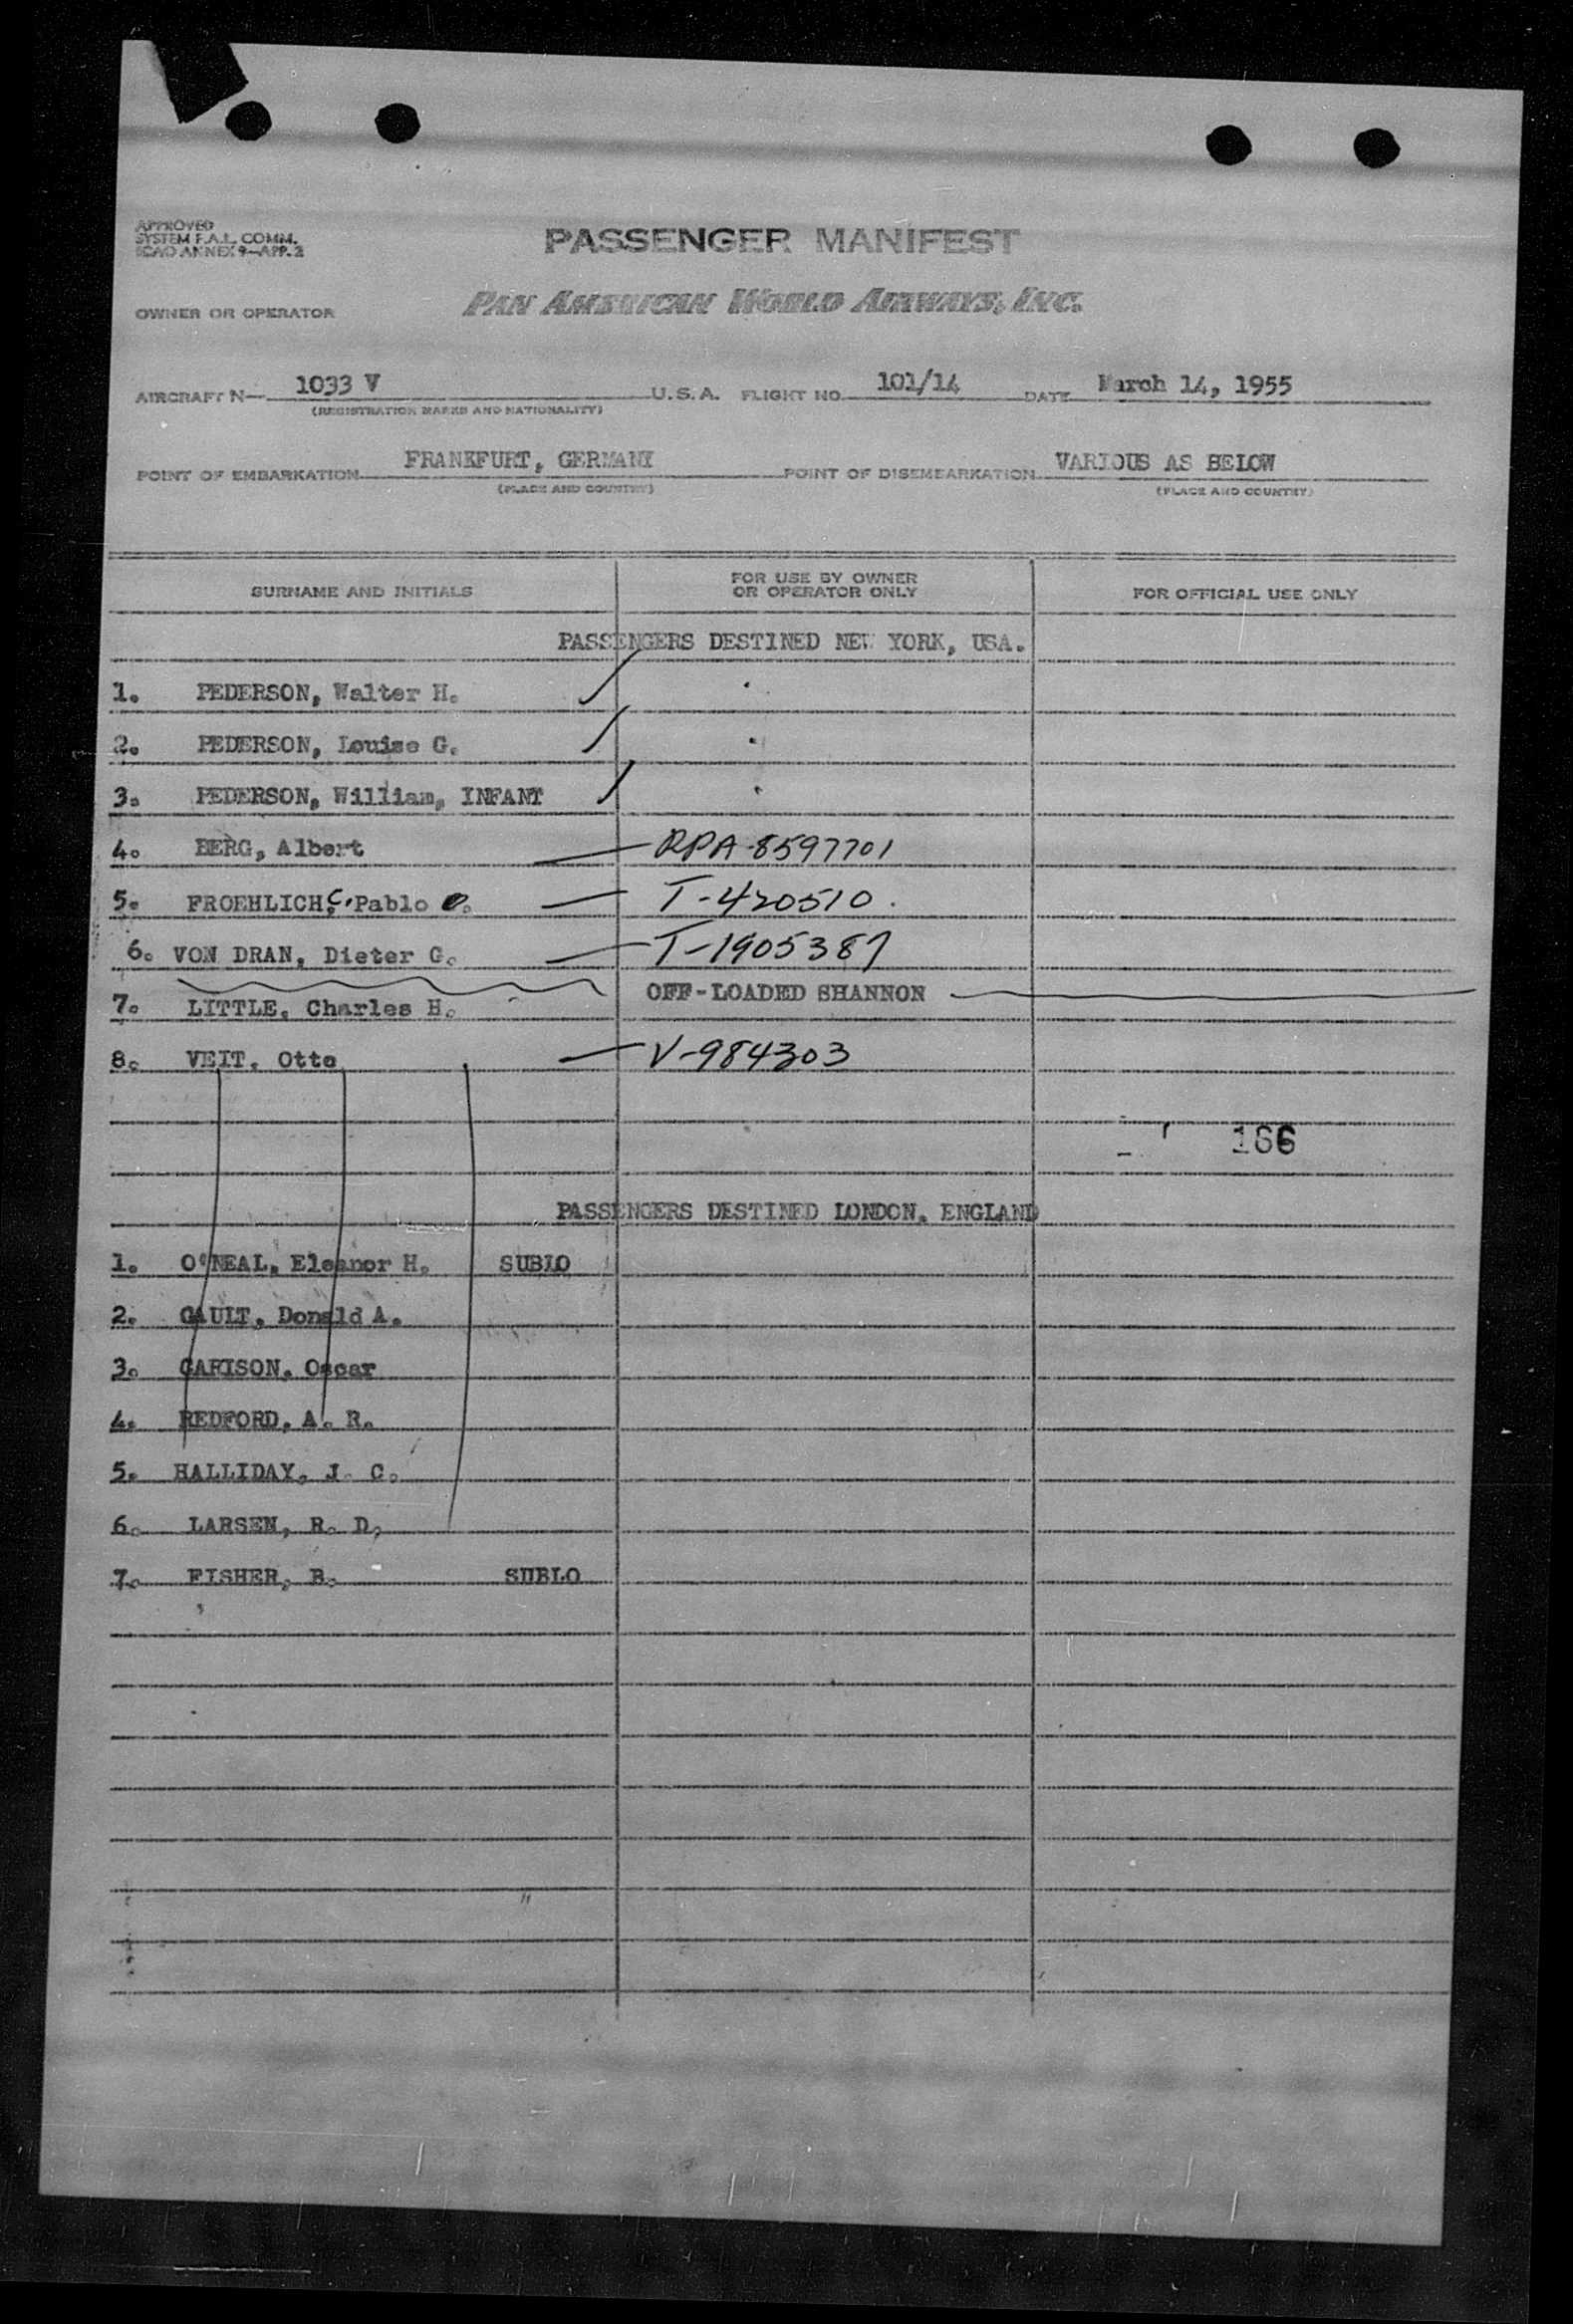 APPROVED
SYSTEM F.A.L. COMM.
ICAO ANNEX 9—APP. 2
PASSENGER MANIFEST
OWNER OR OPERATOR PAN AMERICAN WORLD AIRWAYS, INC.
AIRCRAFT N— 1033 V U.S.A. FLIGHT NO. 101/14 DATE March 14, 1955
(REGISTRATION MARKS AND NATIONALITY)
POINT OF EMBARKATION FRANKFURT, GERMANY POINT OF DISEMBARKATION VARIOUS AS BELOW
(PLACE AND COUNTRY) (PLACE AND COUNTRY)
SURNAME AND INITIALS FOR USE BY OWNER OR OPERATOR ONLY FOR OFFICIAL USE ONLY
PASSENGERS DESTINED NEW YORK, USA.
1. PEDERSON, Walter H.
2. PEDERSON, Louise G.
3. PEDERSON, William, INFANT
4. BERG, Albert — RPA-8597701
5. FROEHLICH, C. Pablo — T-420510.
6. VON DRAN, Dieter G. — T-1905387
7. LITTLE, Charles H. OFF-LOADED SHANNON
8. VEIT, Otto — V-984303
166
PASSENGERS DESTINED LONDON, ENGLAND
1. O'NEAL, Eleanor H. SUBLO
2. GAULT, Donald A.
3. CARLSON, Oscar
4. REDFORD, A. R.
5. HALLIDAY, J. C.
6. LARSEN, R. D.
7. FISHER, B. SUBLO